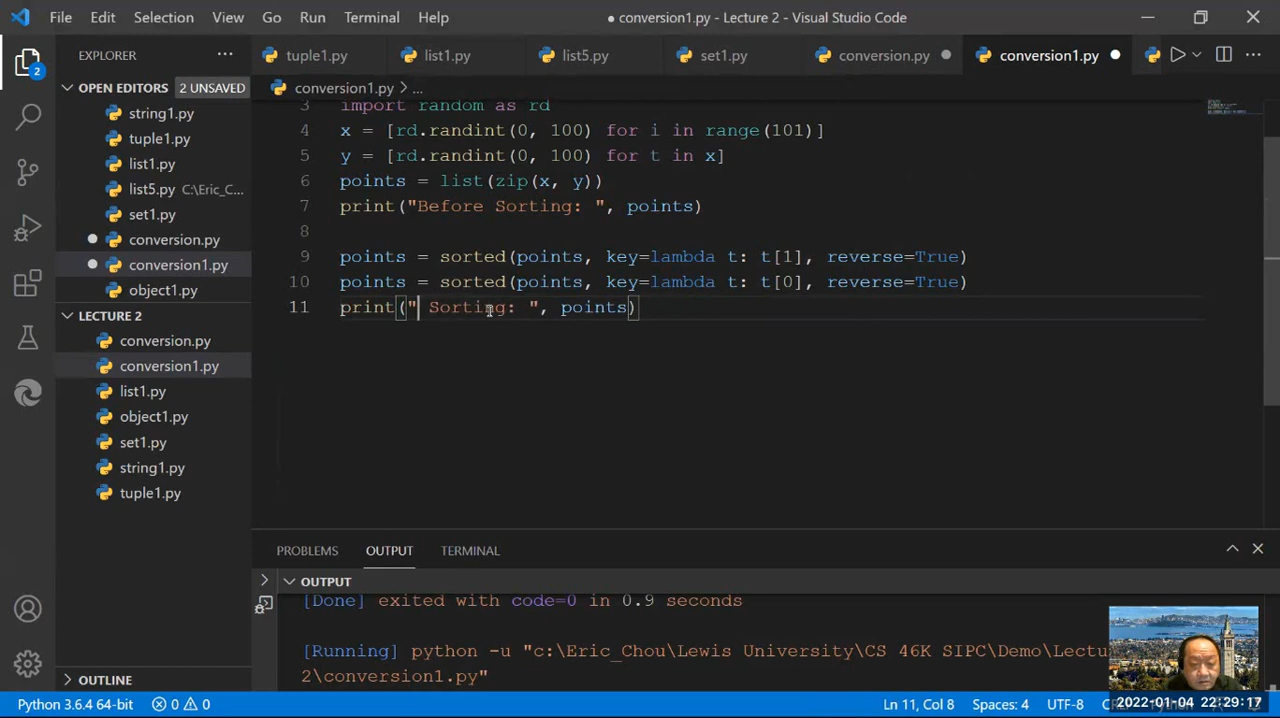 File Edit Selection View Go Run Terminal Help ● conversion1.py - Lecture 2 - Visual Studio Code
EXPLORER ... tuple1.py list1.py list5.py set1.py conversion.py ● conversion1.py ●
2
OPEN EDITORS 2 UNSAVED
conversion1.py > ...
string1.py
tuple1.py
list1.py
list5.py C:\Eric_C...
set1.py
● conversion.py
● conversion1.py
object1.py
LECTURE 2
conversion.py
conversion1.py
list1.py
object1.py
set1.py
string1.py
tuple1.py
OUTLINE
3 import random as rd
4 x = [rd.randint(0, 100) for i in range(101)]
5 y = [rd.randint(0, 100) for t in x]
6 points = list(zip(x, y))
7 print("Before Sorting: ", points)
8
9 points = sorted(points, key=lambda t: t[1], reverse=True)
10 points = sorted(points, key=lambda t: t[0], reverse=True)
11 print(" Sorting: ", points)
PROBLEMS OUTPUT TERMINAL
OUTPUT
[Done] exited with code=0 in 0.9 seconds
[Running] python -u "c:\Eric_Chou\Lewis University\CS 46K SIPC\Demo\Lectu
2\conversion1.py"
Python 3.6.4 64-bit 0 0 Ln 11, Col 8 Spaces: 4 UTF-8
2022-01-04 22:29:17